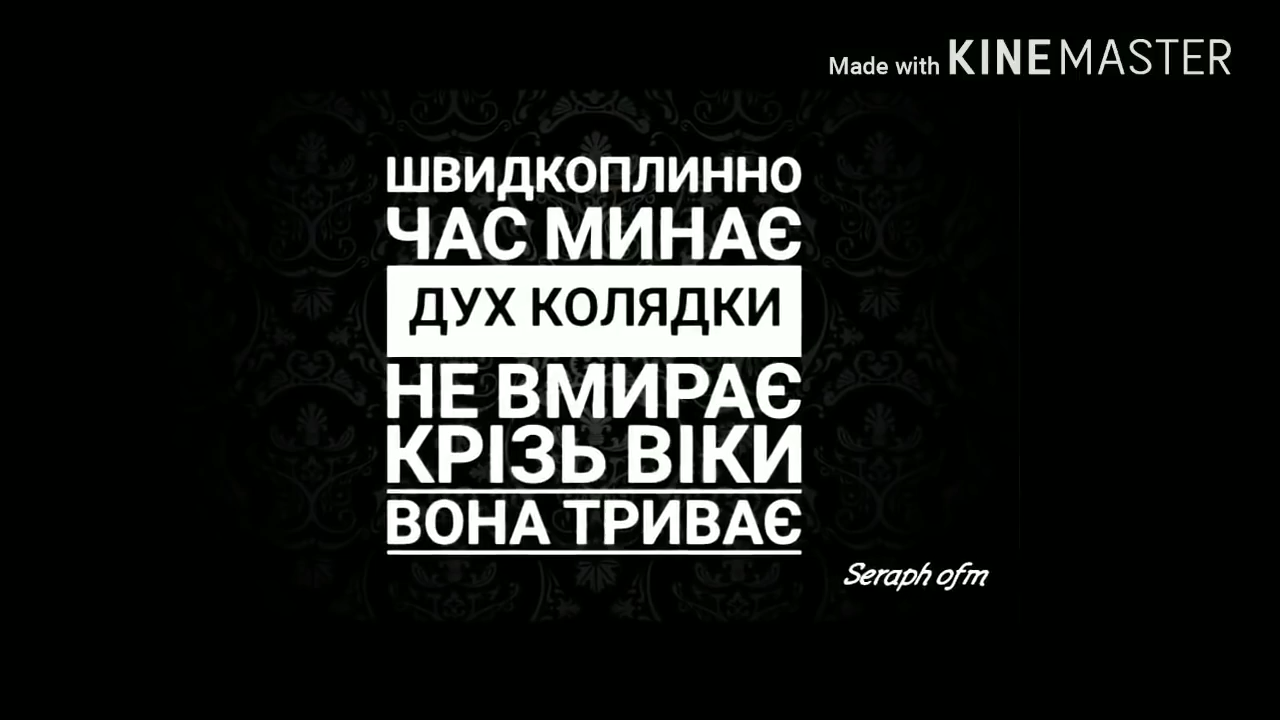 Made with KINEMASTER
ШВИДКОПЛИННО
ЧАС МИНАЄ
ДУХ КОЛЯДКИ
НЕ ВМИРАЄ
КРІЗЬ ВІКИ
ВОНА ТРИВАЄ
Seraph ofm